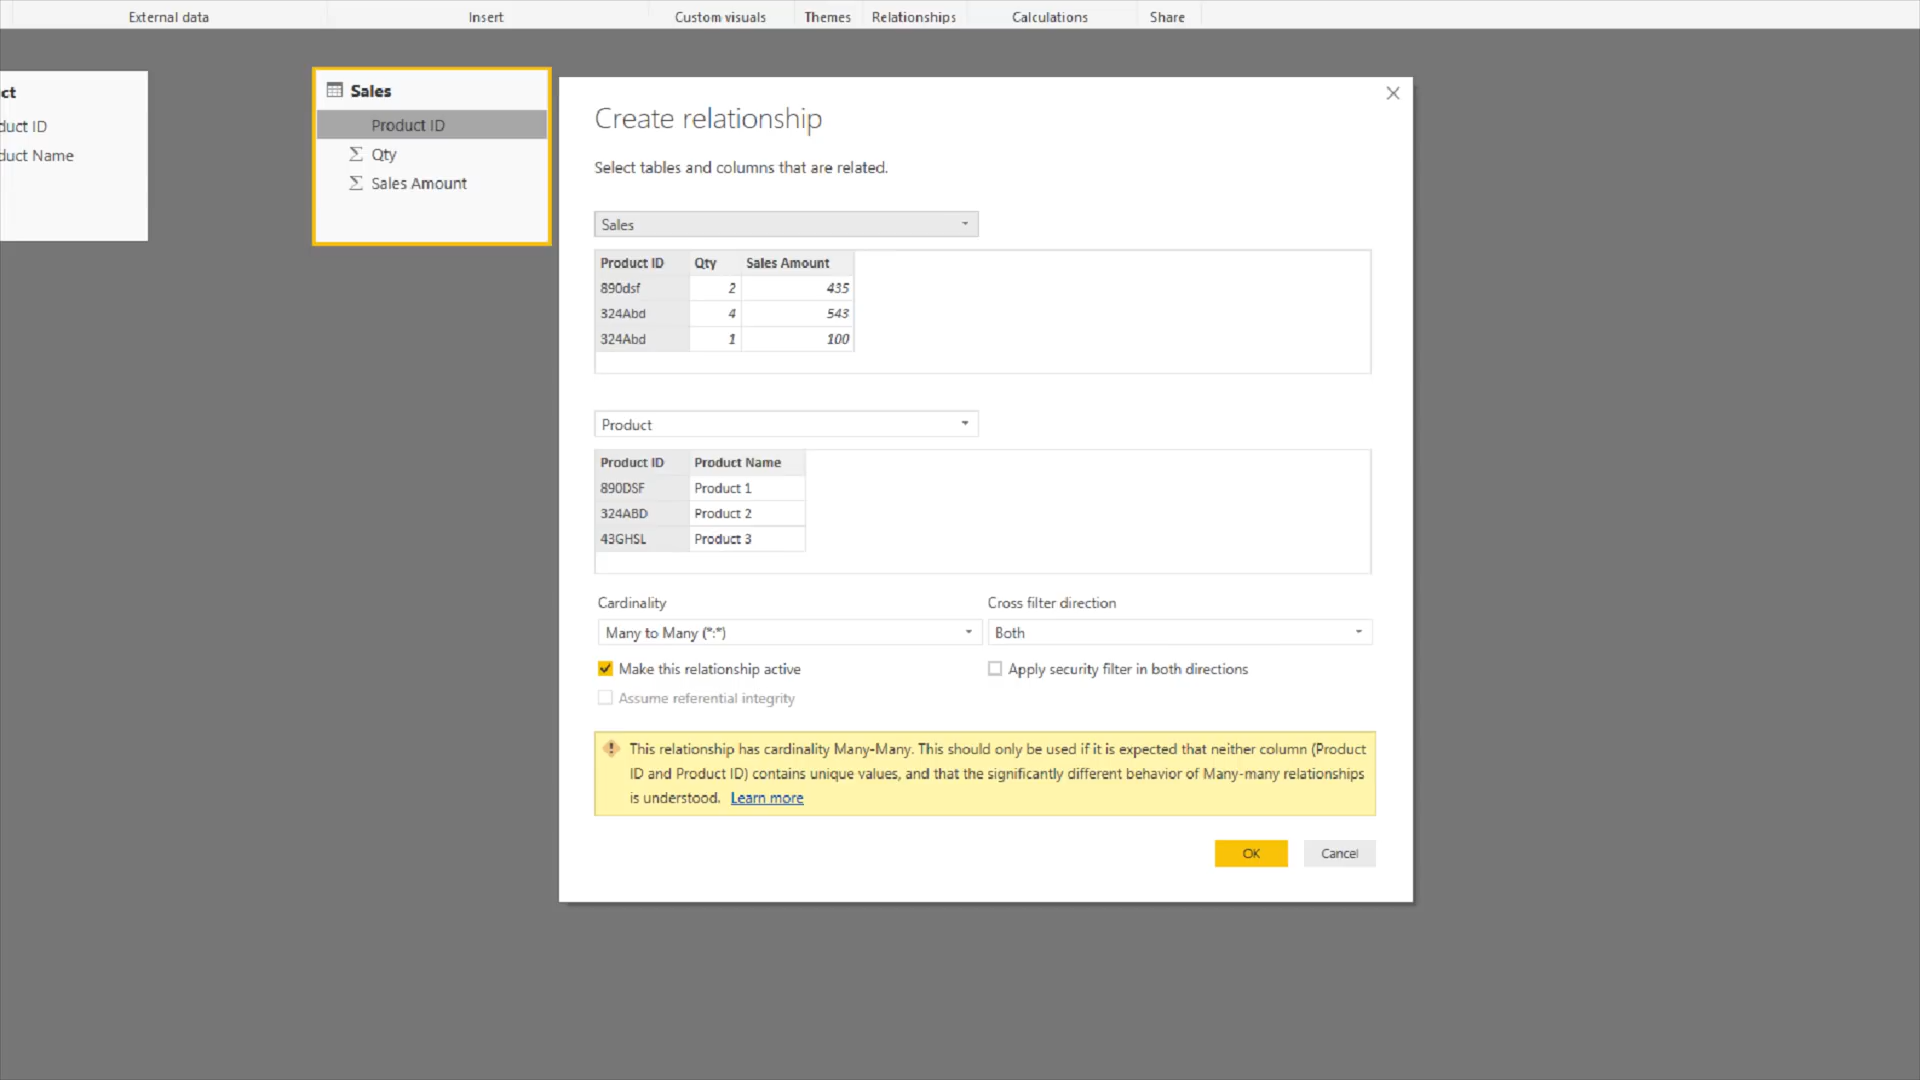 External data
Insert
Custom visuals
Themes
Relationships
Calculations
Share
ct
duct ID
duct Name
Sales
Product ID
Σ Qty
Σ Sales Amount
Create relationship
Select tables and columns that are related.
Sales
Product ID Qty Sales Amount
890dsf 2 435
324Abd 4 543
324Abd 1 100
Product
Product ID Product Name
890DSF Product 1
324ABD Product 2
43GHSL Product 3
Cardinality
Many to Many (*:*)
Cross filter direction
Both
Make this relationship active
Apply security filter in both directions
Assume referential integrity
This relationship has cardinality Many-Many. This should only be used if it is expected that neither column (Product
ID and Product ID) contains unique values, and that the significantly different behavior of Many-many relationships
is understood. Learn more
OK
Cancel